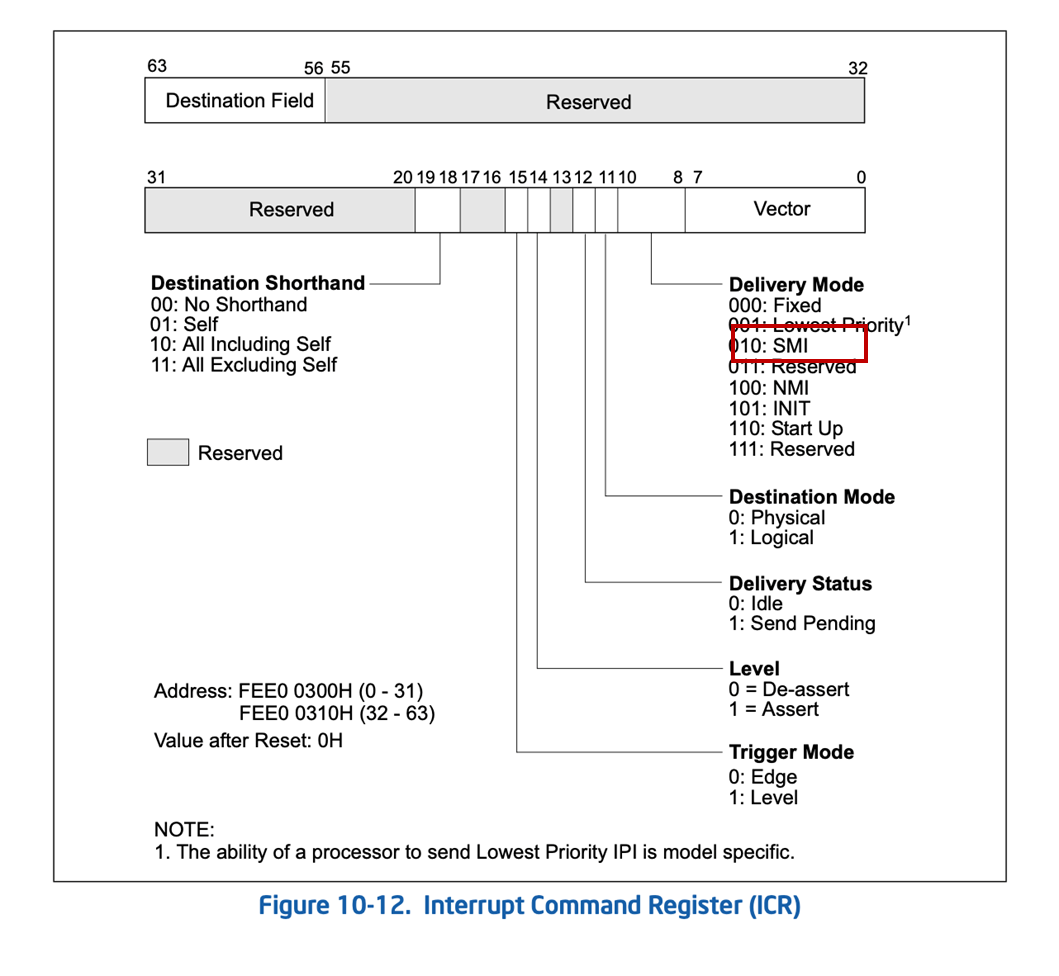 63 56 55 32
Destination Field Reserved
31 20 19 18 17 16 15 14 13 12 11 10 8 7 0
Reserved Vector
Destination Shorthand
00: No Shorthand
01: Self
10: All Including Self
11: All Excluding Self
Reserved
Delivery Mode
000: Fixed
001: Lowest Priority¹
010: SMI
011: Reserved
100: NMI
101: INIT
110: Start Up
111: Reserved
Destination Mode
0: Physical
1: Logical
Delivery Status
0: Idle
1: Send Pending
Level
0 = De-assert
1 = Assert
Trigger Mode
0: Edge
1: Level
Address: FEE0 0300H (0 - 31)
FEE0 0310H (32 - 63)
Value after Reset: 0H
NOTE:
1. The ability of a processor to send Lowest Priority IPI is model specific.
Figure 10-12. Interrupt Command Register (ICR)